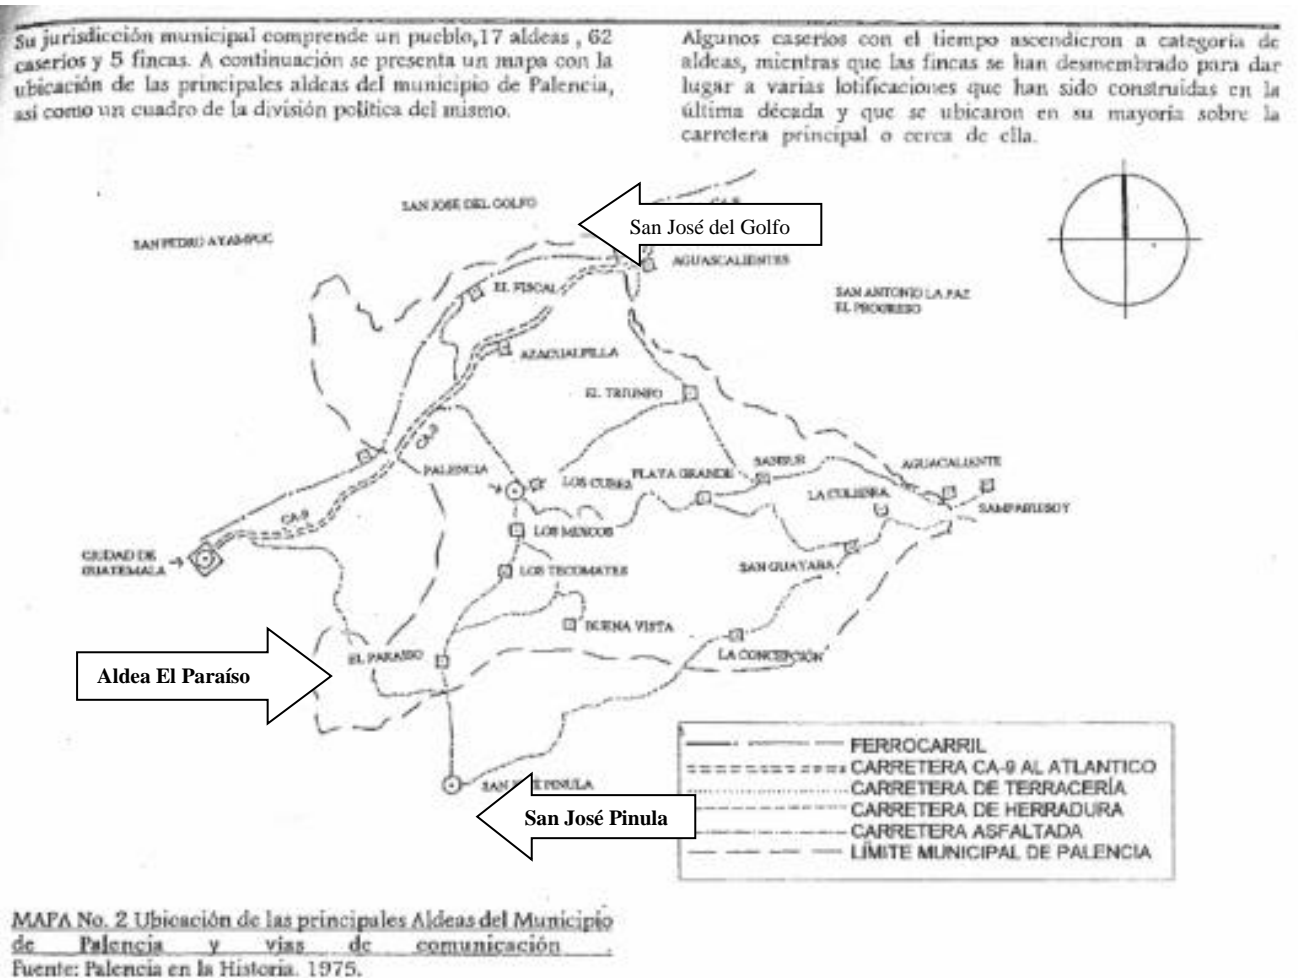 Su jurisdicción municipal comprende un pueblo,17 aldeas , 62
caseríos y 5 fincas. A continuación se presenta un mapa con la
ubicación de las principales aldeas del municipio de Palencia,
así como un cuadro de la división política del mismo.
Algunos caseríos con el tiempo ascendieron a categoría de
aldeas, mientras que las fincas se han desmembrado para dar
lugar a varias lotificaciones que han sido construidas en la
última década y que se ubicaron en su mayoría sobre la
carretera principal o cerca de ella.
SAN JOSE DEL GOLFO
San José del Golfo
SAN PEDRO AYAMPUC
AGUASCALIENTES
EL FISCAL
SAN ANTONIO LA PAZ
EL PROGRESO
AZACUALPILLA
EL TRIUNFO
CA-9
PALENCIA
LOS CUBES
PLAYA GRANDE
SANSUR
AGUACALIENTE
LA CULEBRA
SAMPAQUISOY
CA-9
LOS MIXCOS
CIUDAD DE
GUATEMALA
LOS TECOMATES
SAN GUAYABA
BUENA VISTA
EL PARAISO
LA CONCEPCIÓN
Aldea El Paraíso
SAN JOSE PINULA
San José Pinula
FERROCARRIL
CARRETERA CA-9 AL ATLANTICO
CARRETERA DE TERRACERÍA
CARRETERA DE HERRADURA
CARRETERA ASFALTADA
LÍMITE MUNICIPAL DE PALENCIA
MAPA No. 2 Ubicación de las principales Aldeas del Municipio
de Palencia y vías de comunicación .
Fuente: Palencia en la Historia. 1975.